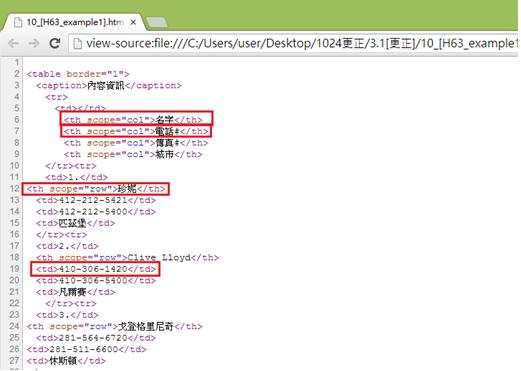 10_[H63_example1].htm
view-source:file:///C:/Users/user/Desktop/1024更正/3.1[更正]/10_[H63_example1
1
2 <table border="1">
3 <caption>內容資訊</caption>
4 <tr>
5 <td></td>
6 <th scope="col">名字</th>
7 <th scope="col">電話#</th>
8 <th scope="col">傳真#</th>
9 <th scope="col">城市</th>
10 </tr><tr>
11 <td>1.</td>
12 <th scope="row">珍妮</th>
13 <td>412-212-5421</td>
14 <td>412-212-5400</td>
15 <td>匹茲堡</td>
16 </tr><tr>
17 <td>2.</td>
18 <th scope="row">Clive Lloyd</th>
19 <td>410-306-1420</td>
20 <td>410-306-5400</td>
21 <td>凡爾賽</td>
22 </tr><tr>
23 <td>3.</td>
24 <th scope="row">戈登格里尼奇</th>
25 <td>281-564-6720</td>
26 <td>281-511-6600</td>
27 <td>休斯頓</td>